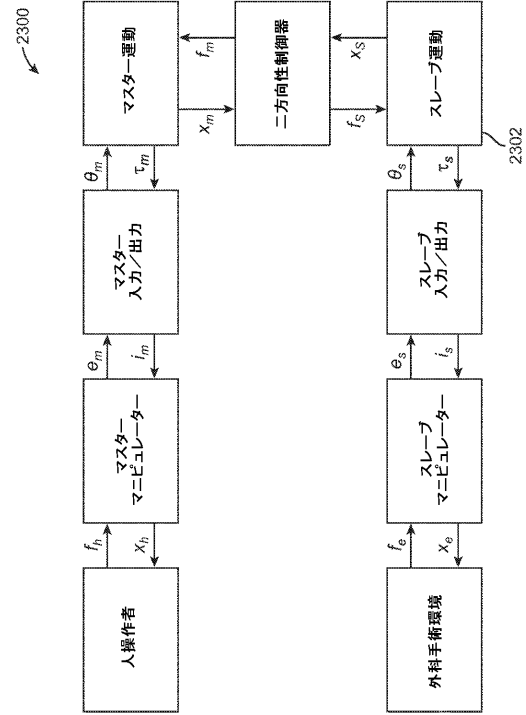 2300
人操作者
f_h
x_h
マスター
マニピュレーター
e_m
i_m
マスター
入力/出力
θ_m
τ_m
マスター運動
f_m
x_m
二方向性制御器
x_S
f_S
スレーブ運動
2302
θ_s
τ_s
スレーブ
入力/出力
e_s
i_s
スレーブ
マニピュレーター
f_e
x_e
外科手術環境